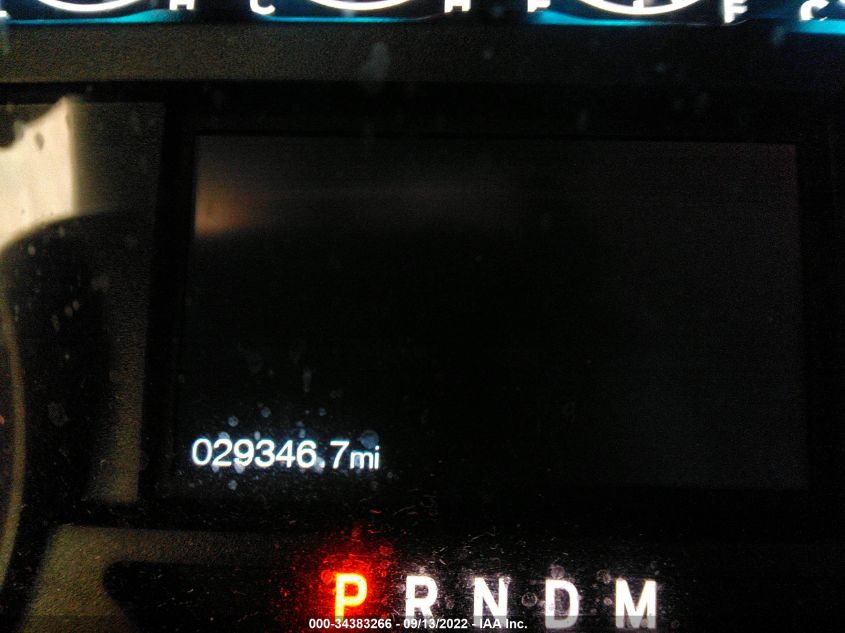 H C H E F C
029346.7mi
P R N D M
000-34383266 - 09/13/2022 - IAA Inc.